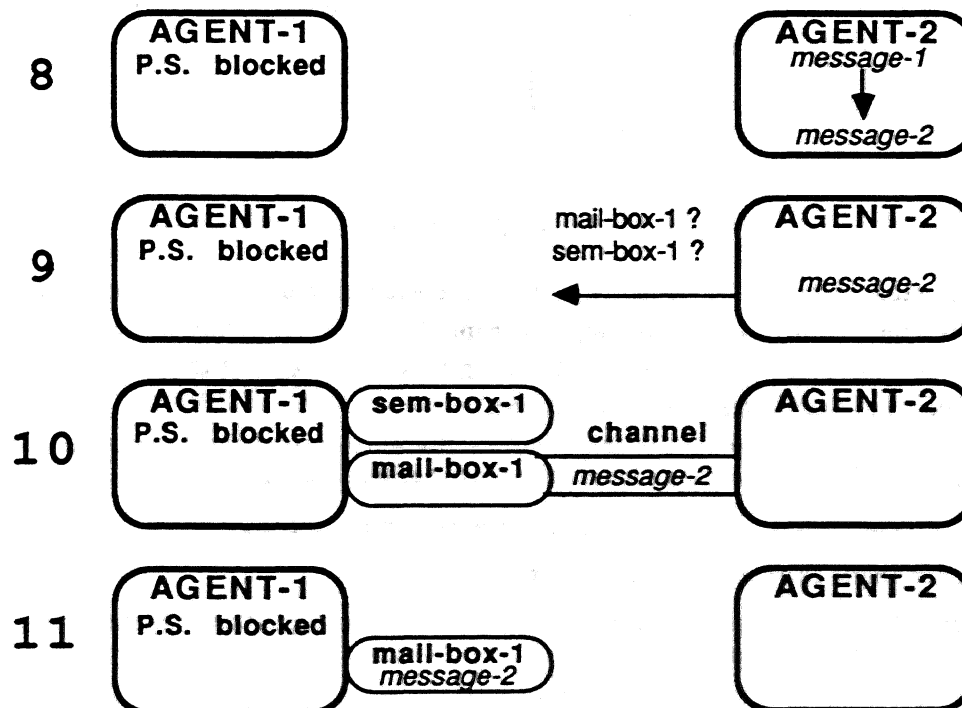 8
AGENT-1
P.S. blocked
AGENT-2
message-1
message-2
9
AGENT-1
P.S. blocked
mail-box-1 ?
sem-box-1 ?
AGENT-2
message-2
10
AGENT-1
P.S. blocked
sem-box-1
mail-box-1
channel
message-2
AGENT-2
11
AGENT-1
P.S. blocked
mail-box-1
message-2
AGENT-2